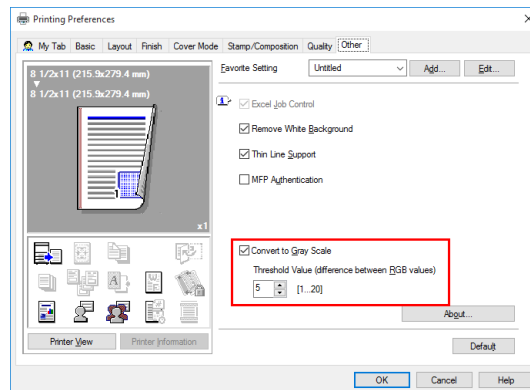 Printing Preferences
My Tab Basic Layout Finish Cover Mode Stamp/Composition Quality Other
8 1/2x11 (215.9x279.4 mm)
8 1/2x11 (215.9x279.4 mm)
1
x1
Printer View Printer Information
Favorite Setting Untitled Add... Edit...
Excel Job Control
Remove White Background
Thin Line Support
MFP Authentication
Convert to Gray Scale
Threshold Value (difference between RGB values)
5 [1...20]
About...
Default
OK Cancel Help